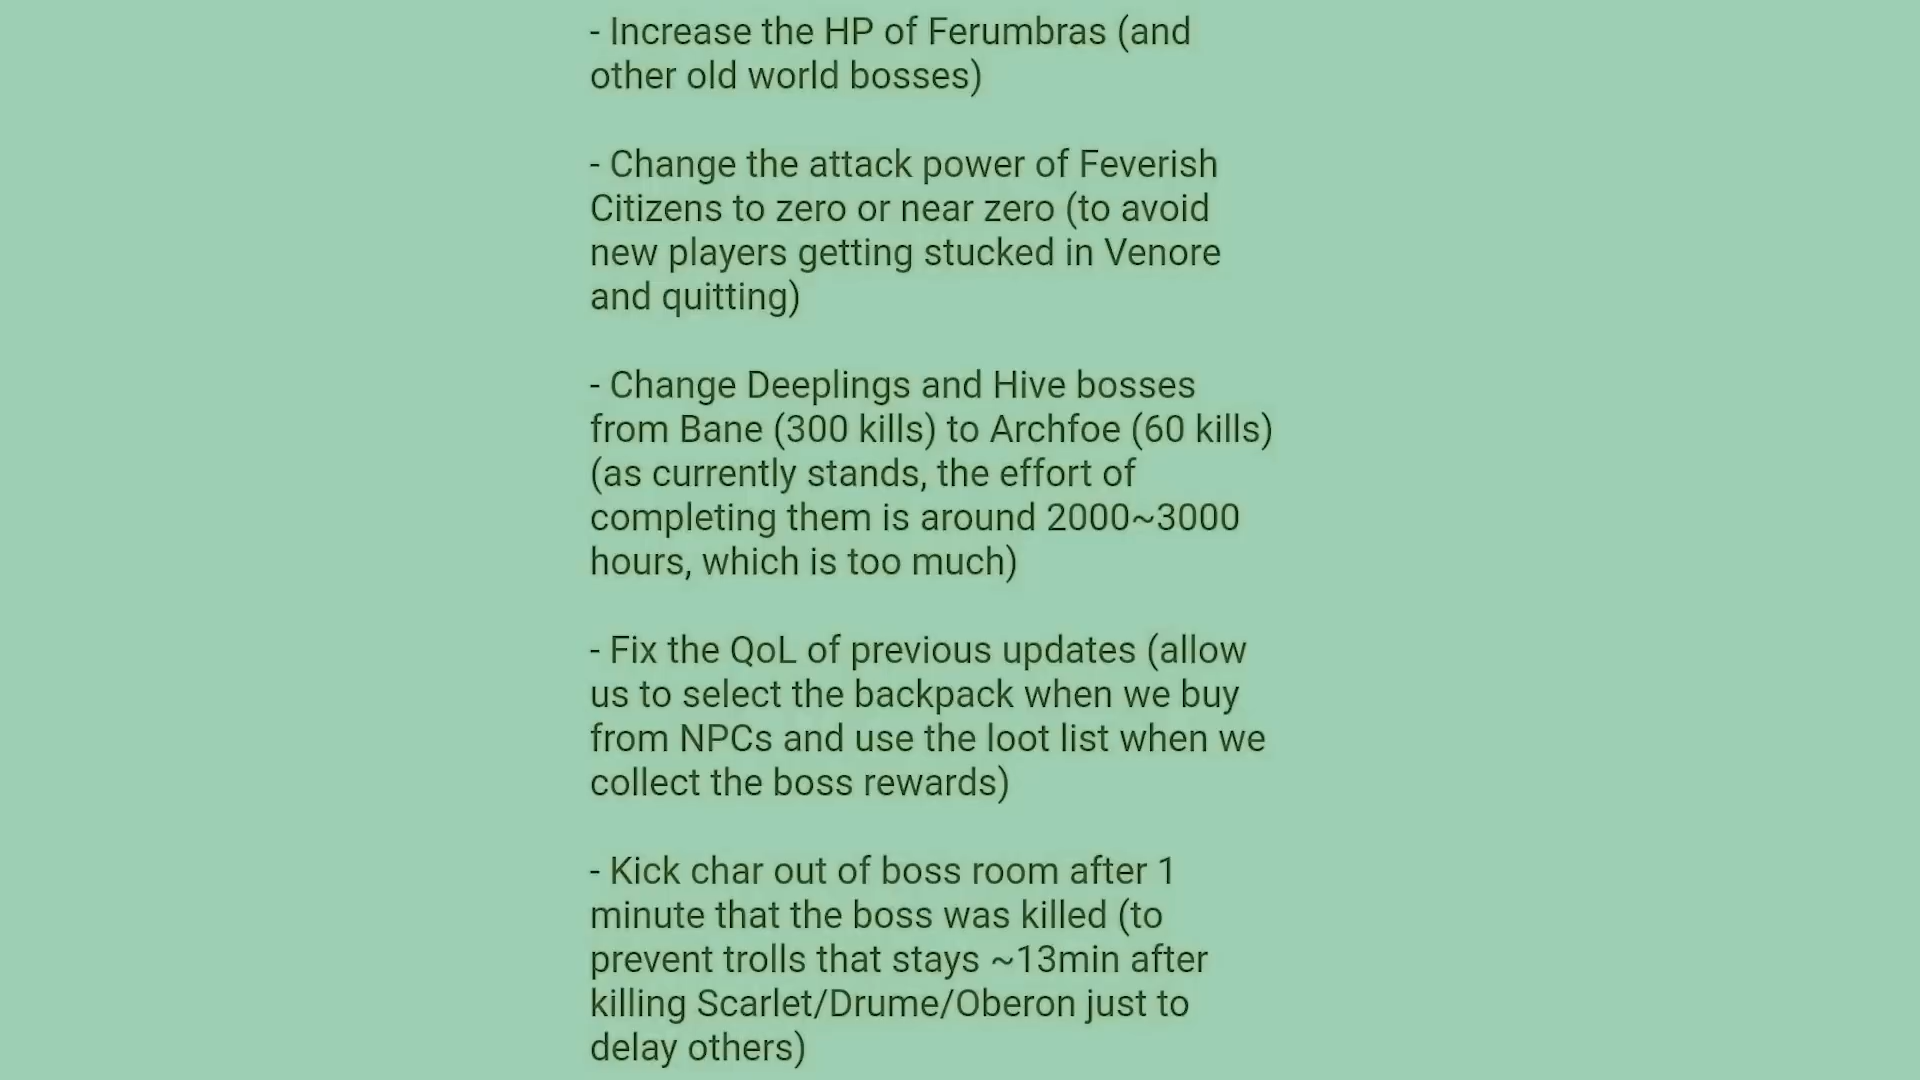 - Increase the HP of Ferumbras (and
other old world bosses)
- Change the attack power of Feverish
Citizens to zero or near zero (to avoid
new players getting stucked in Venore
and quitting)
- Change Deeplings and Hive bosses
from Bane (300 kills) to Archfoe (60 kills)
(as currently stands, the effort of
completing them is around 2000~3000
hours, which is too much)
- Fix the QoL of previous updates (allow
us to select the backpack when we buy
from NPCs and use the loot list when we
collect the boss rewards)
- Kick char out of boss room after 1
minute that the boss was killed (to
prevent trolls that stays ~13min after
killing Scarlet/Drume/Oberon just to
delay others)